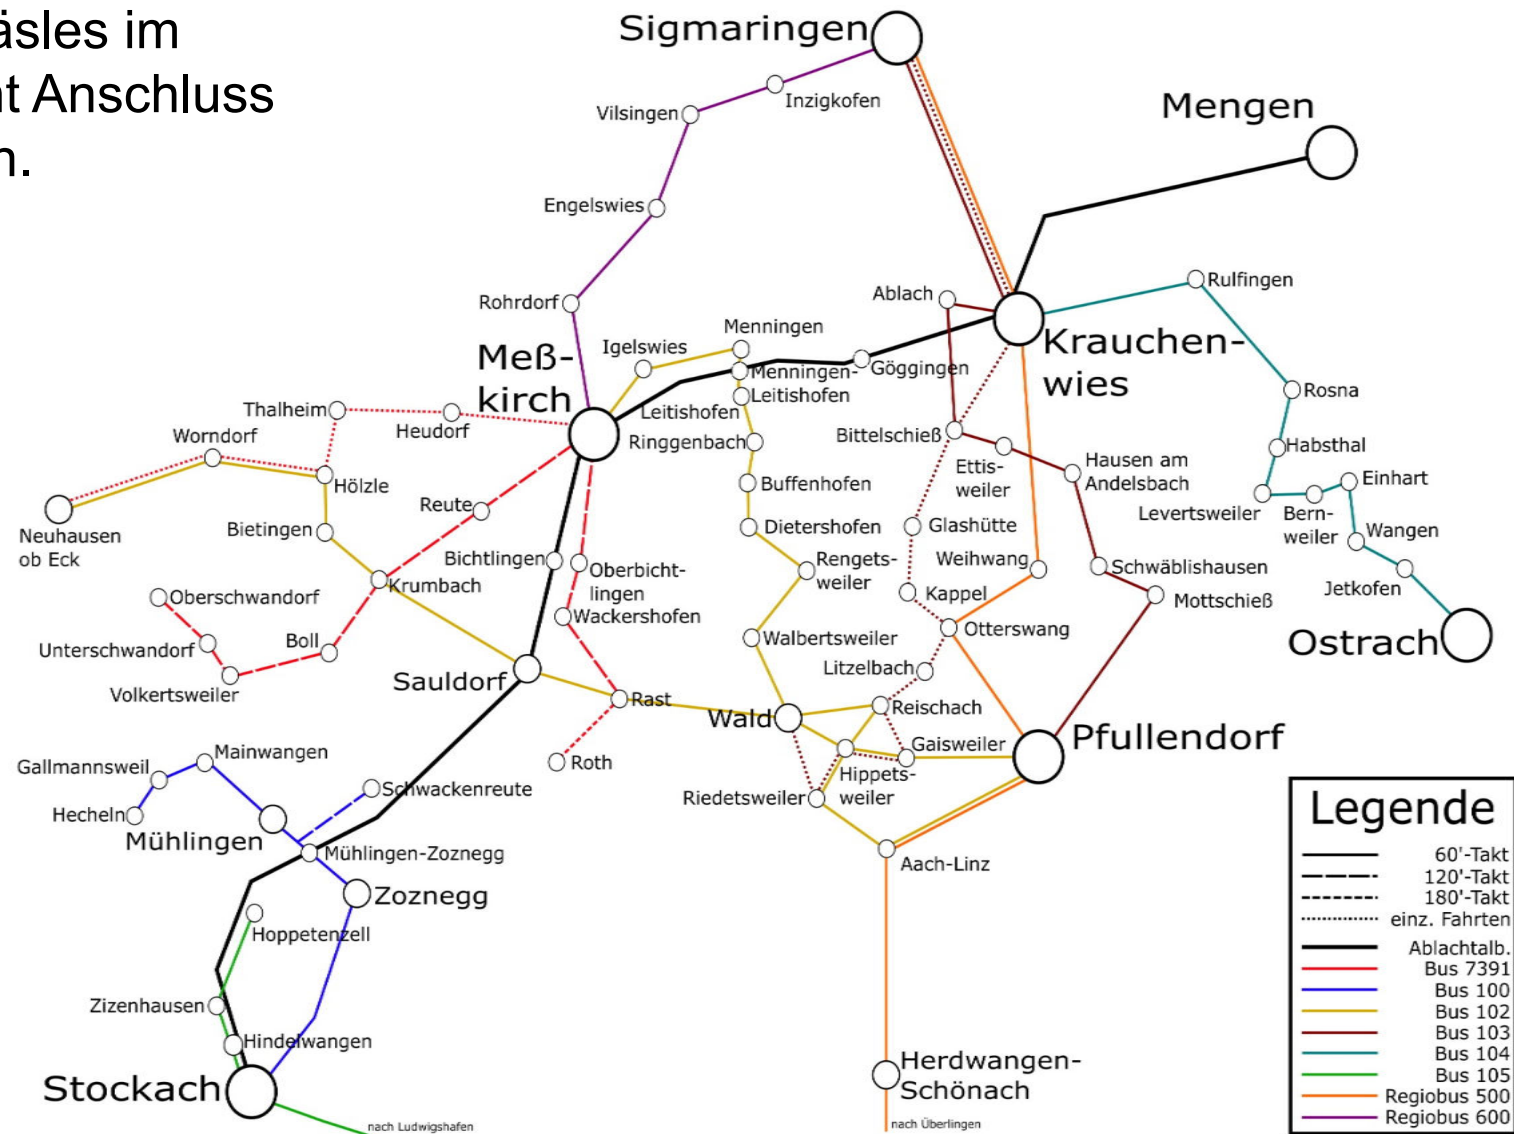 äsles im
nt Anschluss
n.
Sigmaringen
Inzigkofen
Vilsingen
Mengen
Engelswies
Rohrdorf
Ablach
Rulfingen
Menningen
Igelswies
Meß-
kirch
Krauchen-
wies
Menningen-
Leitishofen
Göggingen
Leitishofen
Rosna
Thalheim
Heudorf
Worndorf
Ringgenbach
Bittelschieß
Habsthal
Hölzle
Ettis-
weiler
Hausen am
Andelsbach
Buffenhofen
Einhart
Reute
Levertsweiler
Bern-
weiler
Neuhausen
ob Eck
Bietingen
Dietershofen
Glashütte
Wangen
Bichtlingen
Oberbicht-
lingen
Rengets-
weiler
Weihwang
Schwäblishausen
Krumbach
Jetkofen
Oberschwandorf
Kappel
Mottschieß
Wackershofen
Otterswang
Unterschwandorf
Boll
Walbertsweiler
Ostrach
Litzelbach
Volkertsweiler
Sauldorf
Rast
Reischach
Wald
Gaisweiler
Pfullendorf
Mainwangen
Gallmannsweil
Roth
Hippets-
weiler
Schwackenreute
Riedetsweiler
Hecheln
Mühlingen
Mühlingen-Zoznegg
Aach-Linz
Zoznegg
Hoppetenzell
Zizenhausen
Hindelwangen
Stockach
Herdwangen-
Schönach
nach Ludwigshafen
nach Überlingen
Legende
60'-Takt
120'-Takt
180'-Takt
einz. Fahrten
Ablachtalb.
Bus 7391
Bus 100
Bus 102
Bus 103
Bus 104
Bus 105
Regiobus 500
Regiobus 600